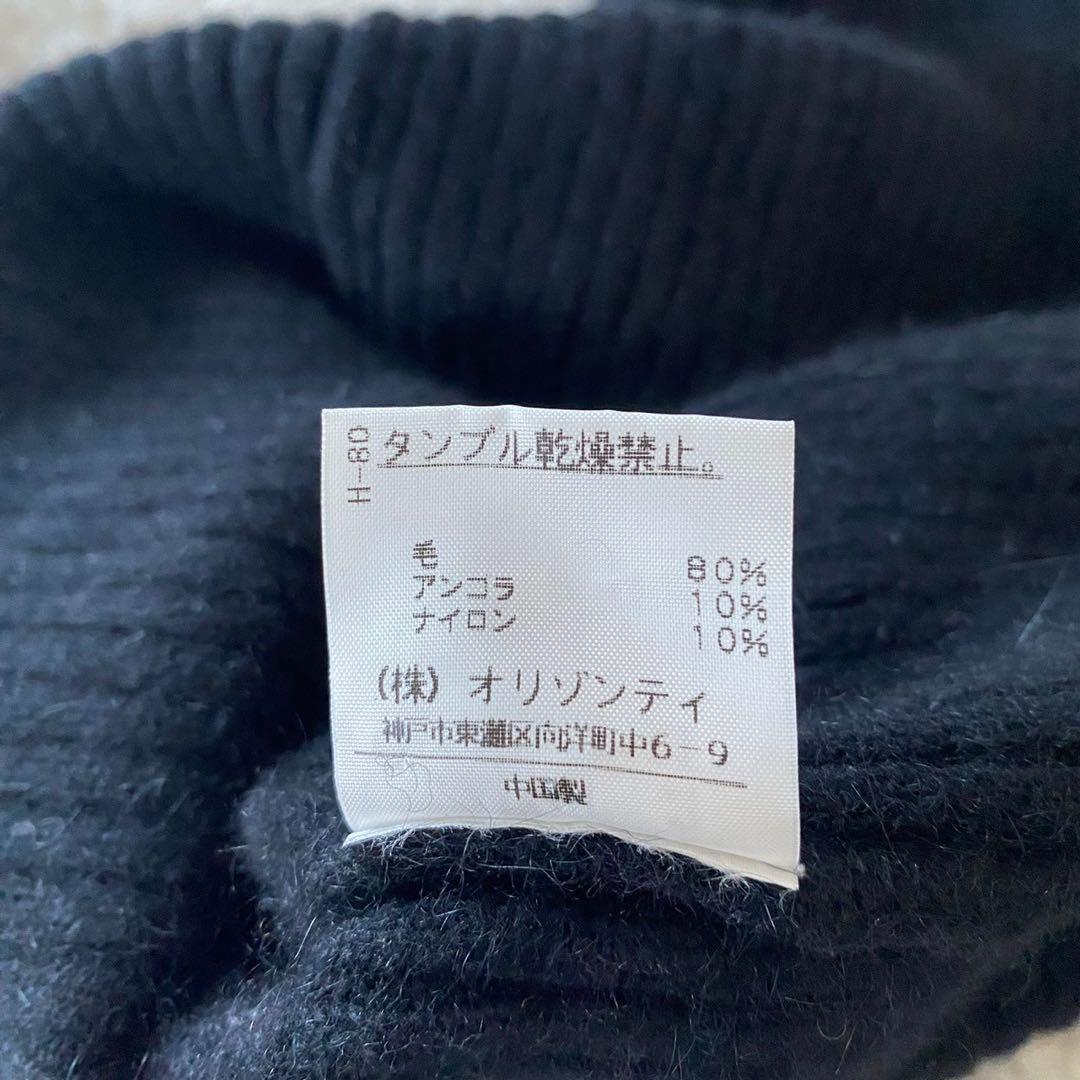 H-80
タンブル乾燥禁止。
毛 80%
アンゴラ 10%
ナイロン 10%
(株) オリゾンティ
神戸市東灘区向洋町中6-9
中国製